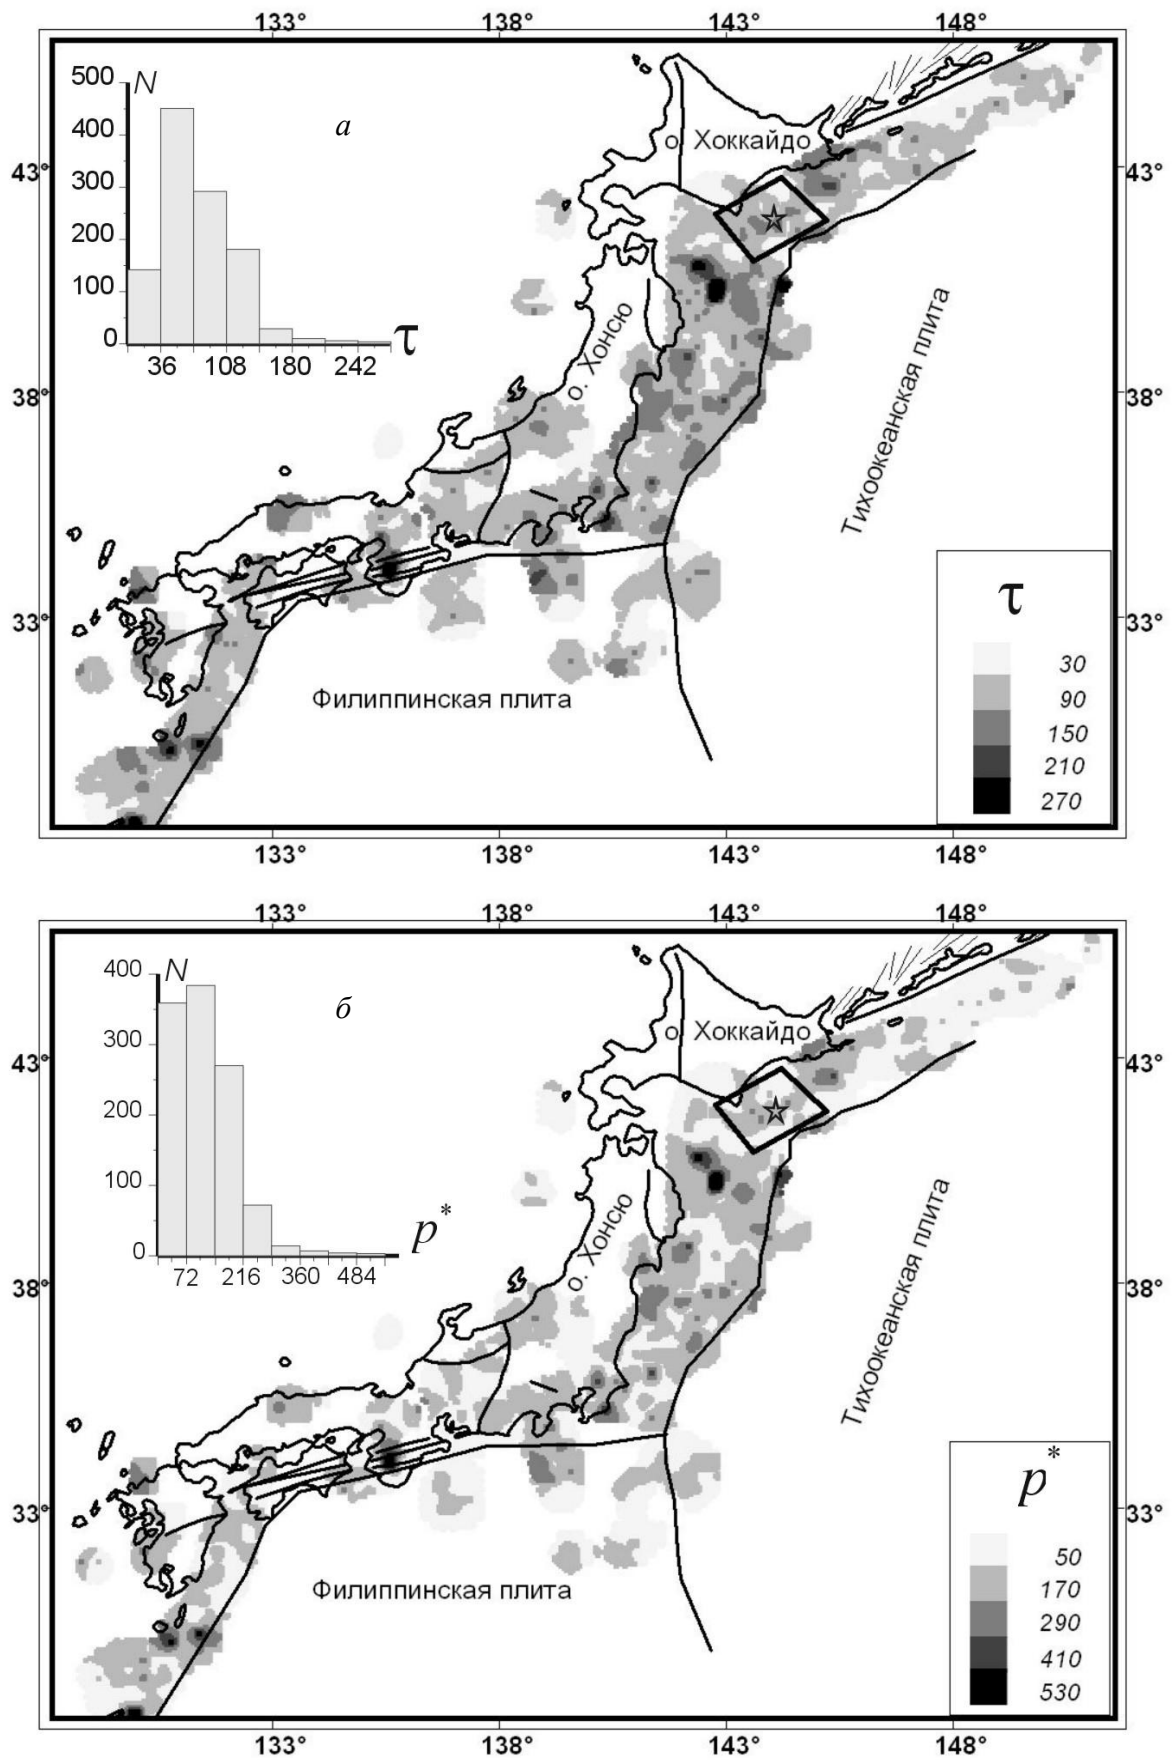 133° 138° 143° 148°
500 N
400
300
200
100
0
36 108 180 242 τ
а
о. Хоккайдо
43° 43°
о. Хонсю
38° 38°
Тихоокеанская плита
33° 33°
Филиппинская плита
τ
30
90
150
210
270
133° 138° 143° 148°
133° 138° 143° 148°
400 N
300
200
100
0
72 216 360 484 p*
б
о. Хоккайдо
43° 43°
о. Хонсю
38° 38°
Тихоокеанская плита
33° 33°
Филиппинская плита
p*
50
170
290
410
530
133° 138° 143° 148°